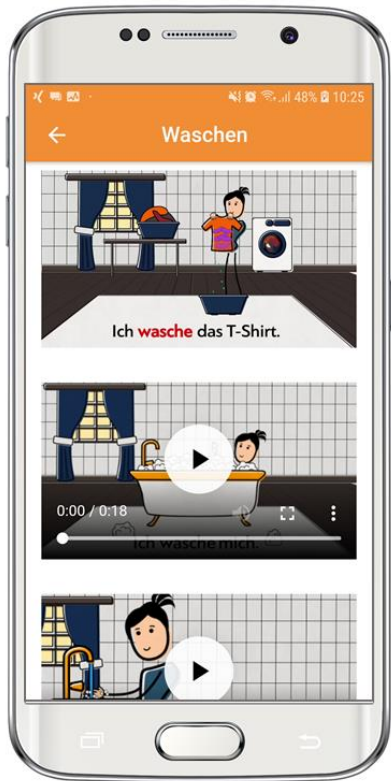 48% 10:25
Waschen
Ich wasche das T-Shirt.
0:00 / 0:18
Ich wasche mich.